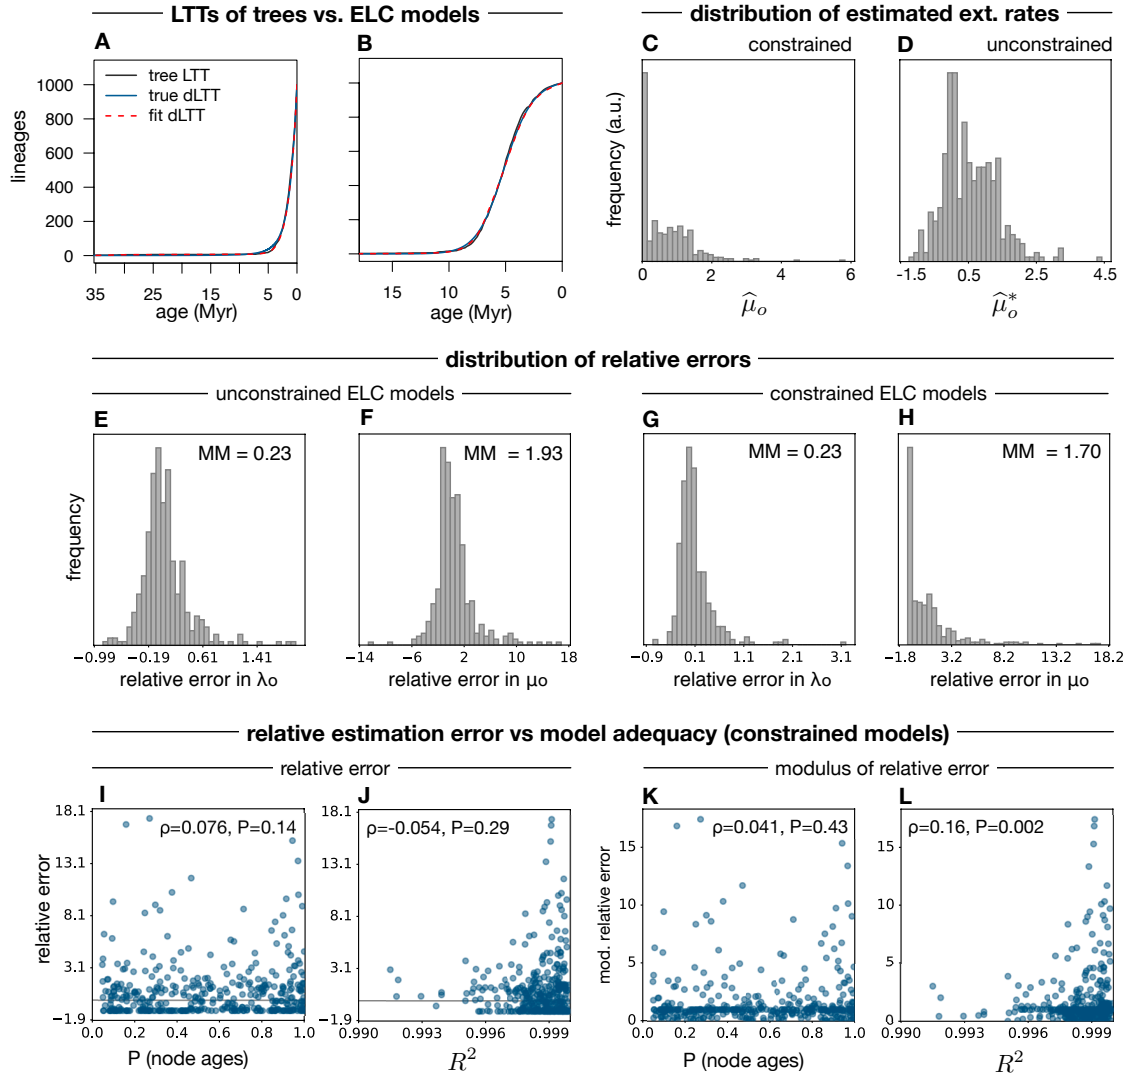 LTTs of trees vs. ELC models
distribution of estimated ext. rates
A
B
C
constrained
D
unconstrained
tree LTT
true dLTT
fit dLTT
lineages
1000
800
600
400
200
0
35
25
15
5
0
age (Myr)
15
10
5
0
age (Myr)
frequency (a.u.)
0
2
4
6
μ̂ₒ
-1.5
0.5
2.5
4.5
μ̂ₒ*
distribution of relative errors
unconstrained ELC models
constrained ELC models
E
F
G
H
MM = 0.23
MM = 1.93
MM = 0.23
MM = 1.70
frequency
−0.99
−0.19
0.61
1.41
relative error in λo
−14
−6
2
10
18
relative error in μo
−0.9
0.1
1.1
2.1
3.1
relative error in λo
−1.8
3.2
8.2
13.2
18.2
relative error in μo
relative estimation error vs model adequacy (constrained models)
relative error
modulus of relative error
I
J
K
L
ρ=0.076, P=0.14
ρ=-0.054, P=0.29
ρ=0.041, P=0.43
ρ=0.16, P=0.002
relative error
18.1
13.1
8.1
3.1
−1.9
0.0
0.2
0.4
0.6
0.8
1.0
P (node ages)
18.1
13.1
8.1
3.1
−1.9
0.990
0.993
0.996
0.999
R²
mod. relative error
15
10
5
0
0.0
0.2
0.4
0.6
0.8
1.0
P (node ages)
15
10
5
0
0.990
0.993
0.996
0.999
R²